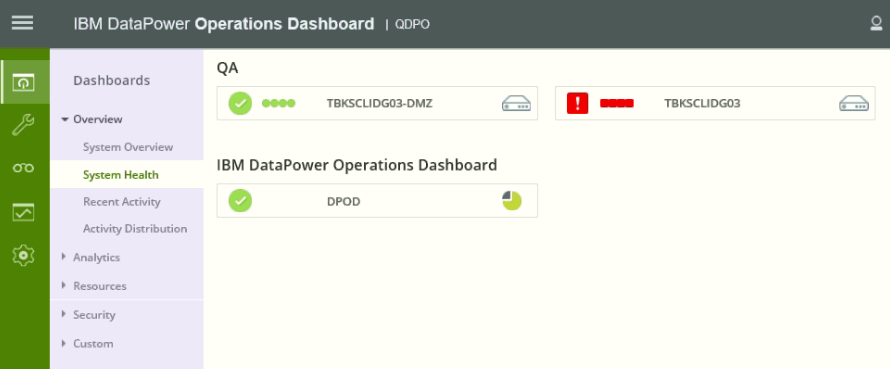 IBM DataPower Operations Dashboard | QDPO
Dashboards
Overview
System Overview
System Health
Recent Activity
Activity Distribution
Analytics
Resources
Security
Custom
QA
TBKSCLIDG03-DMZ
! TBKSCLIDG03
IBM DataPower Operations Dashboard
DPOD